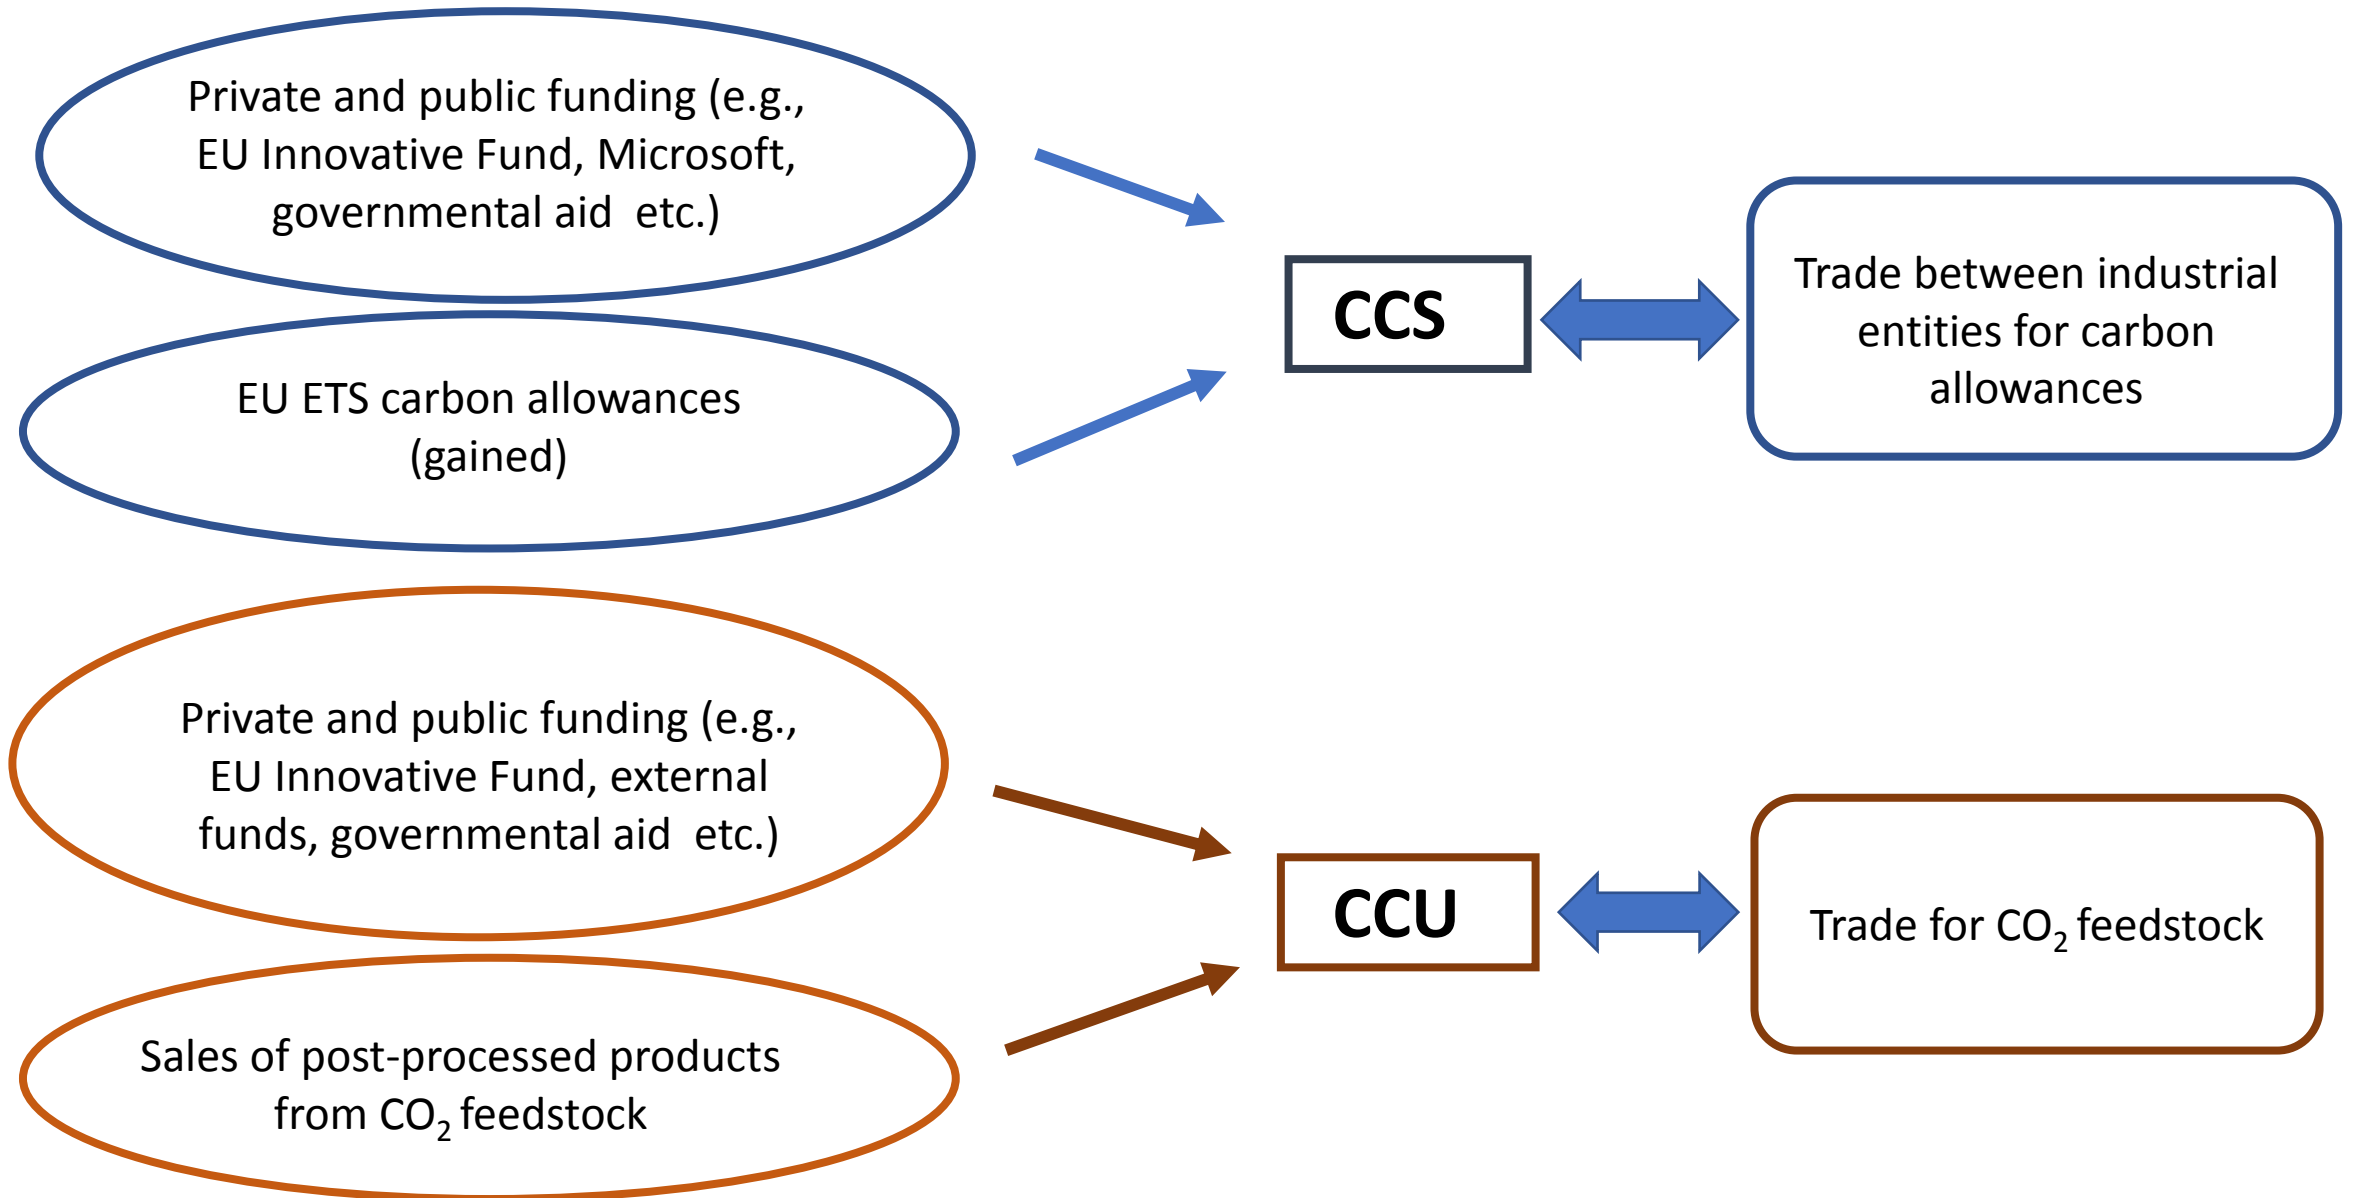 Private and public funding (e.g.,
EU Innovative Fund, Microsoft,
governmental aid  etc.)
EU ETS carbon allowances
(gained)
CCS
Trade between industrial
entities for carbon
allowances
Private and public funding (e.g.,
EU Innovative Fund, external
funds, governmental aid  etc.)
Sales of post-processed products
from CO₂ feedstock
CCU
Trade for CO₂ feedstock